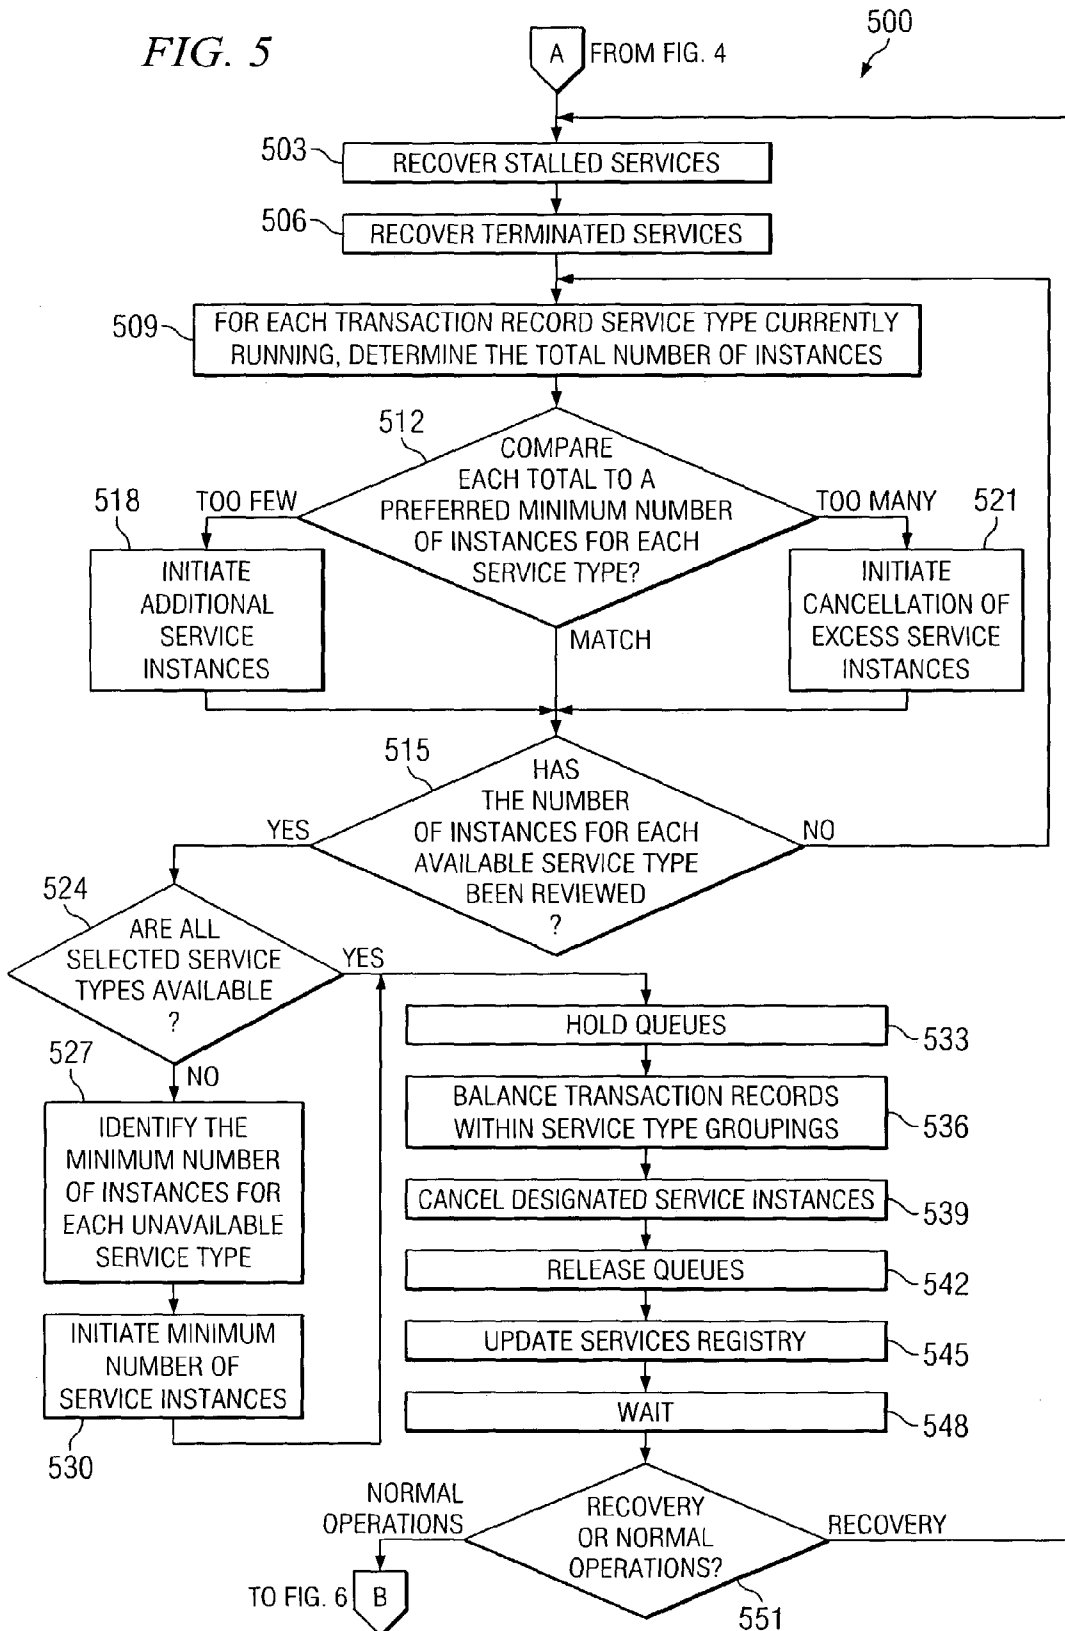 FIG. 5
A
FROM FIG. 4
500
503
RECOVER STALLED SERVICES
506
RECOVER TERMINATED SERVICES
509
FOR EACH TRANSACTION RECORD SERVICE TYPE CURRENTLY
RUNNING, DETERMINE THE TOTAL NUMBER OF INSTANCES
512
COMPARE
EACH TOTAL TO A
PREFERRED MINIMUM NUMBER
OF INSTANCES FOR EACH
SERVICE TYPE?
TOO FEW
TOO MANY
MATCH
518
INITIATE
ADDITIONAL
SERVICE
INSTANCES
521
INITIATE
CANCELLATION OF
EXCESS SERVICE
INSTANCES
515
HAS
THE NUMBER
OF INSTANCES FOR EACH
AVAILABLE SERVICE TYPE
BEEN REVIEWED
?
YES
NO
524
ARE ALL
SELECTED SERVICE
TYPES AVAILABLE
?
YES
NO
527
IDENTIFY THE
MINIMUM NUMBER
OF INSTANCES FOR
EACH UNAVAILABLE
SERVICE TYPE
INITIATE MINIMUM
NUMBER OF
SERVICE INSTANCES
530
HOLD QUEUES
533
BALANCE TRANSACTION RECORDS
WITHIN SERVICE TYPE GROUPINGS
536
CANCEL DESIGNATED SERVICE INSTANCES
539
RELEASE QUEUES
542
UPDATE SERVICES REGISTRY
545
WAIT
548
RECOVERY
OR NORMAL
OPERATIONS?
551
NORMAL
OPERATIONS
RECOVERY
TO FIG. 6
B